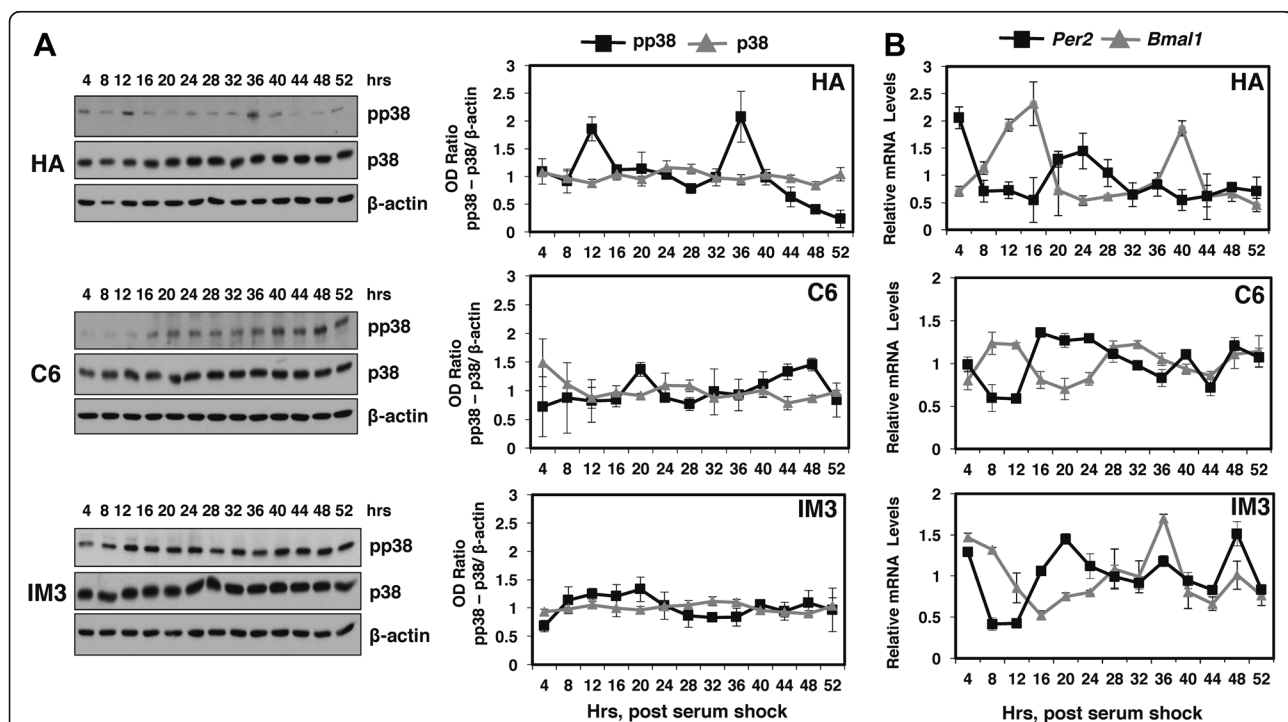 A
4 8 12 16 20 24 28 32 36 40 44 48 52 hrs
pp38
HA
p38
β-actin
4 8 12 16 20 24 28 32 36 40 44 48 52 hrs
pp38
C6
p38
β-actin
4 8 12 16 20 24 28 32 36 40 44 48 52 hrs
pp38
IM3
p38
β-actin
pp38 p38
HA
OD Ratio
pp38 – p38/ β-actin
3
2.5
2
1.5
1
0.5
0
4 8 12 16 20 24 28 32 36 40 44 48 52
C6
OD Ratio
pp38 – p38/ β-actin
3
2.5
2
1.5
1
0.5
0
4 8 12 16 20 24 28 32 36 40 44 48 52
IM3
OD Ratio
pp38 – p38/ β-actin
3
2.5
2
1.5
1
0.5
0
4 8 12 16 20 24 28 32 36 40 44 48 52
Hrs, post serum shock
B
Per2 Bmal1
HA
Relative mRNA Levels
3
2.5
2
1.5
1
0.5
0
4 8 12 16 20 24 28 32 36 40 44 48 52
C6
Relative mRNA Levels
2
1.5
1
0.5
0
4 8 12 16 20 24 28 32 36 40 44 48 52
IM3
Relative mRNA Levels
2
1.5
1
0.5
0
4 8 12 16 20 24 28 32 36 40 44 48 52
Hrs, post serum shock